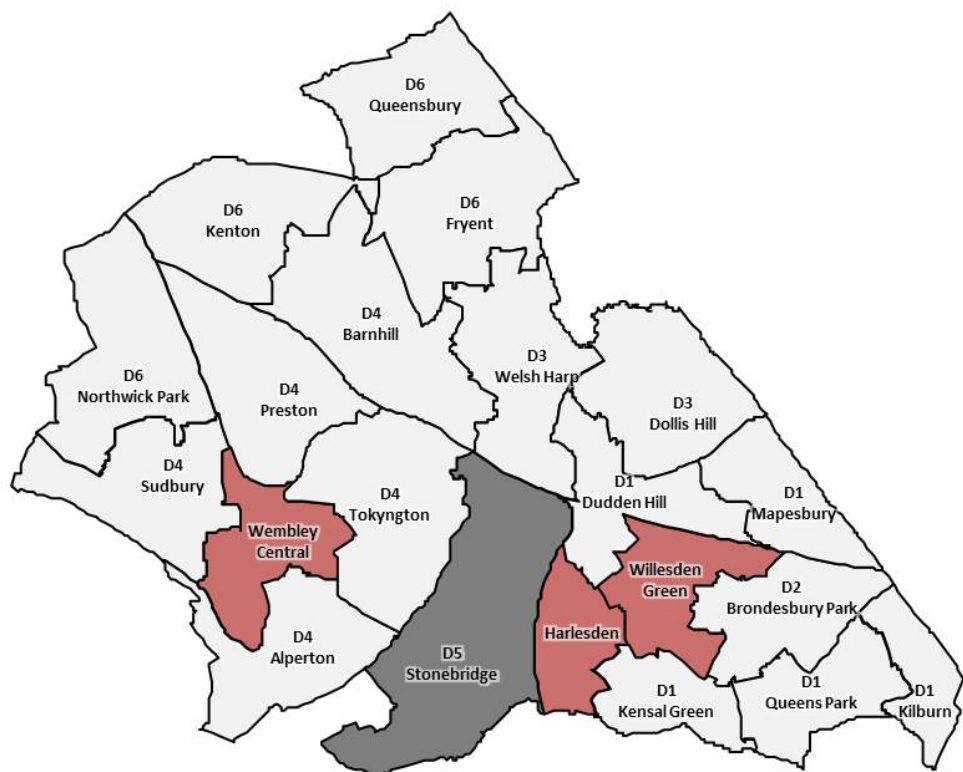 D6
Queensbury
D6
Kenton
D6
Fryent
D4
Barnhill
D3
Welsh Harp
D6
Northwick Park
D4
Preston
D3
Dollis Hill
D4
Sudbury
D4
Tokyngton
D1
Dudden Hill
D1
Mapesbury
Wembley
Central
Willesden
Green
D2
Brondesbury Park
Harlesden
D4
Alperton
D5
Stonebridge
D1
Kensal Green
D1
Queens Park
D1
Kilburn